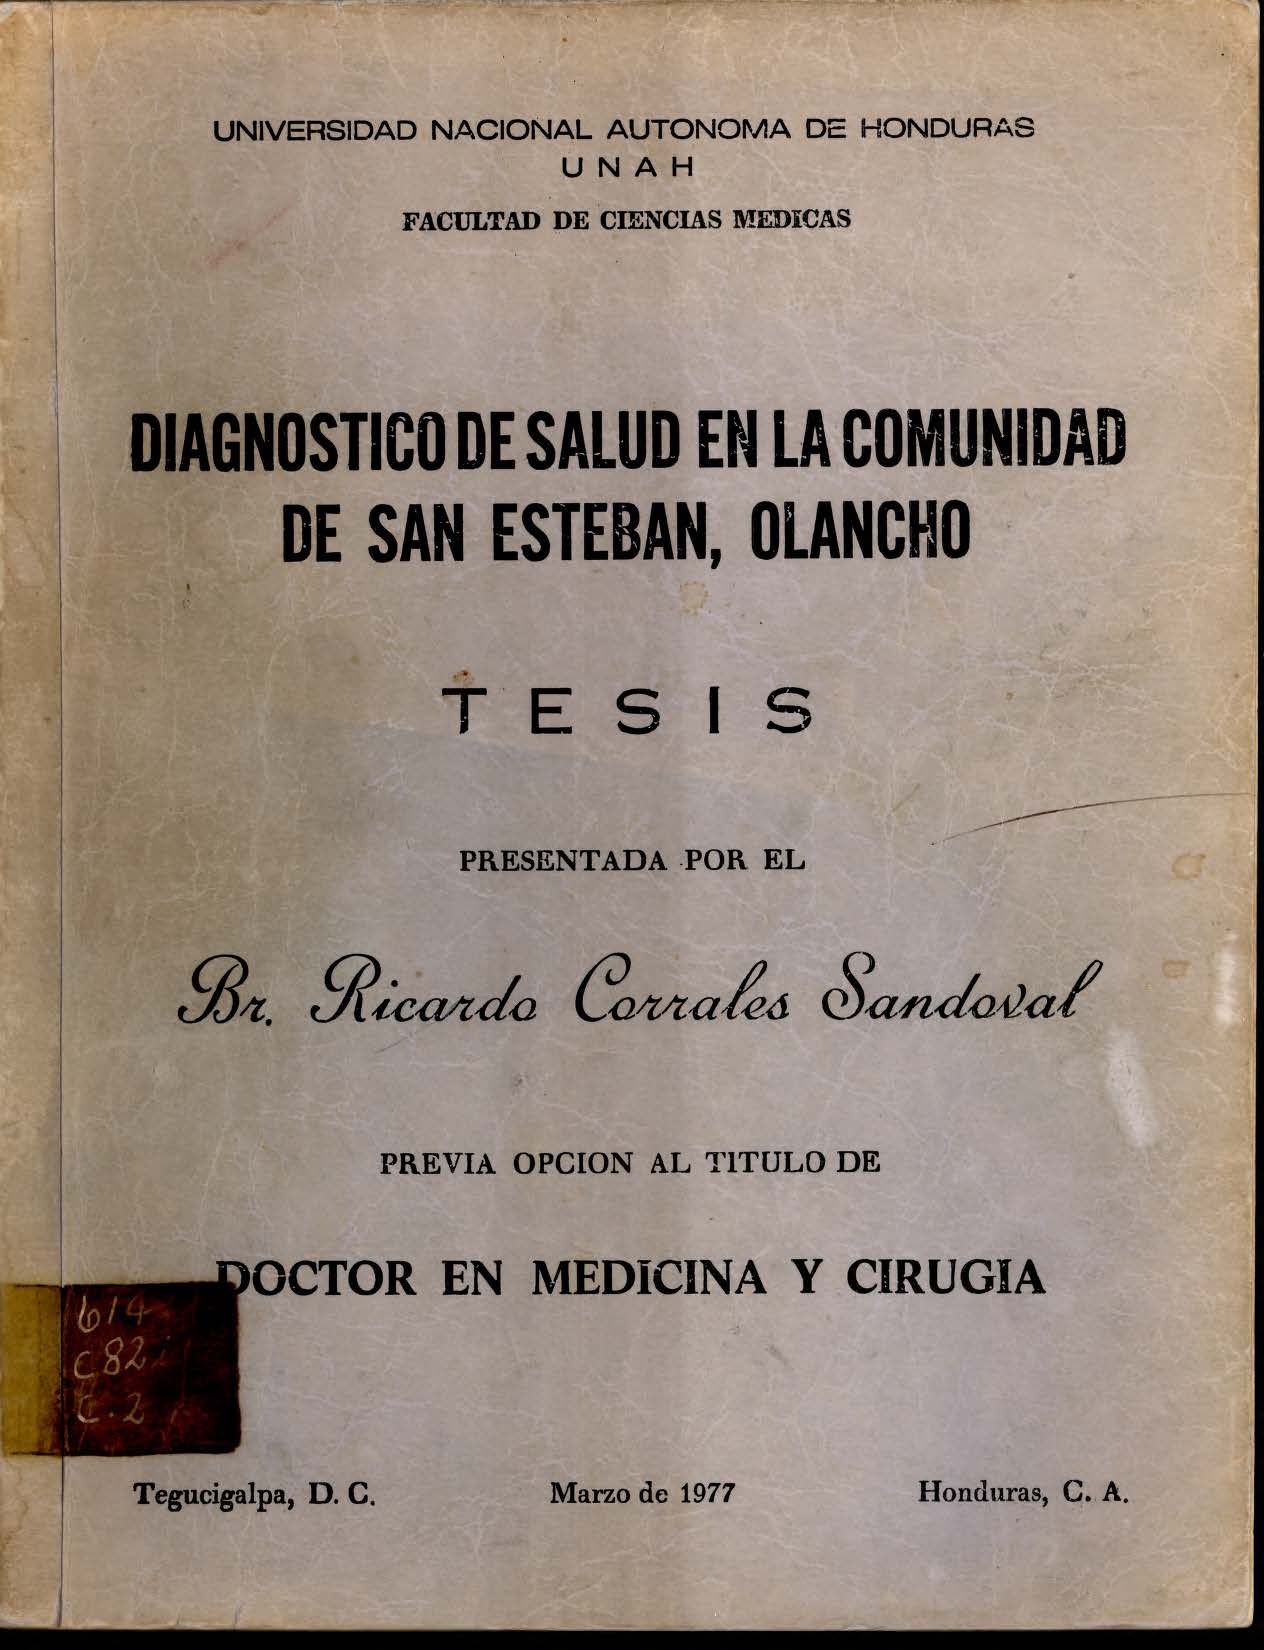 UNIVERSIDAD NACIONAL AUTONOMA DE HONDURAS
U N A H
FACULTAD DE CIENCIAS MEDICAS
DIAGNOSTICO DE SALUD EN LA COMUNIDAD
DE SAN ESTEBAN, OLANCHO
T E S I S
PRESENTADA POR EL
Br. Ricardo Corrales Sandoval
PREVIA OPCION AL TITULO DE
DOCTOR EN MEDICINA Y CIRUGIA
614
C82
C.2
Tegucigalpa, D. C. Marzo de 1977 Honduras, C. A.